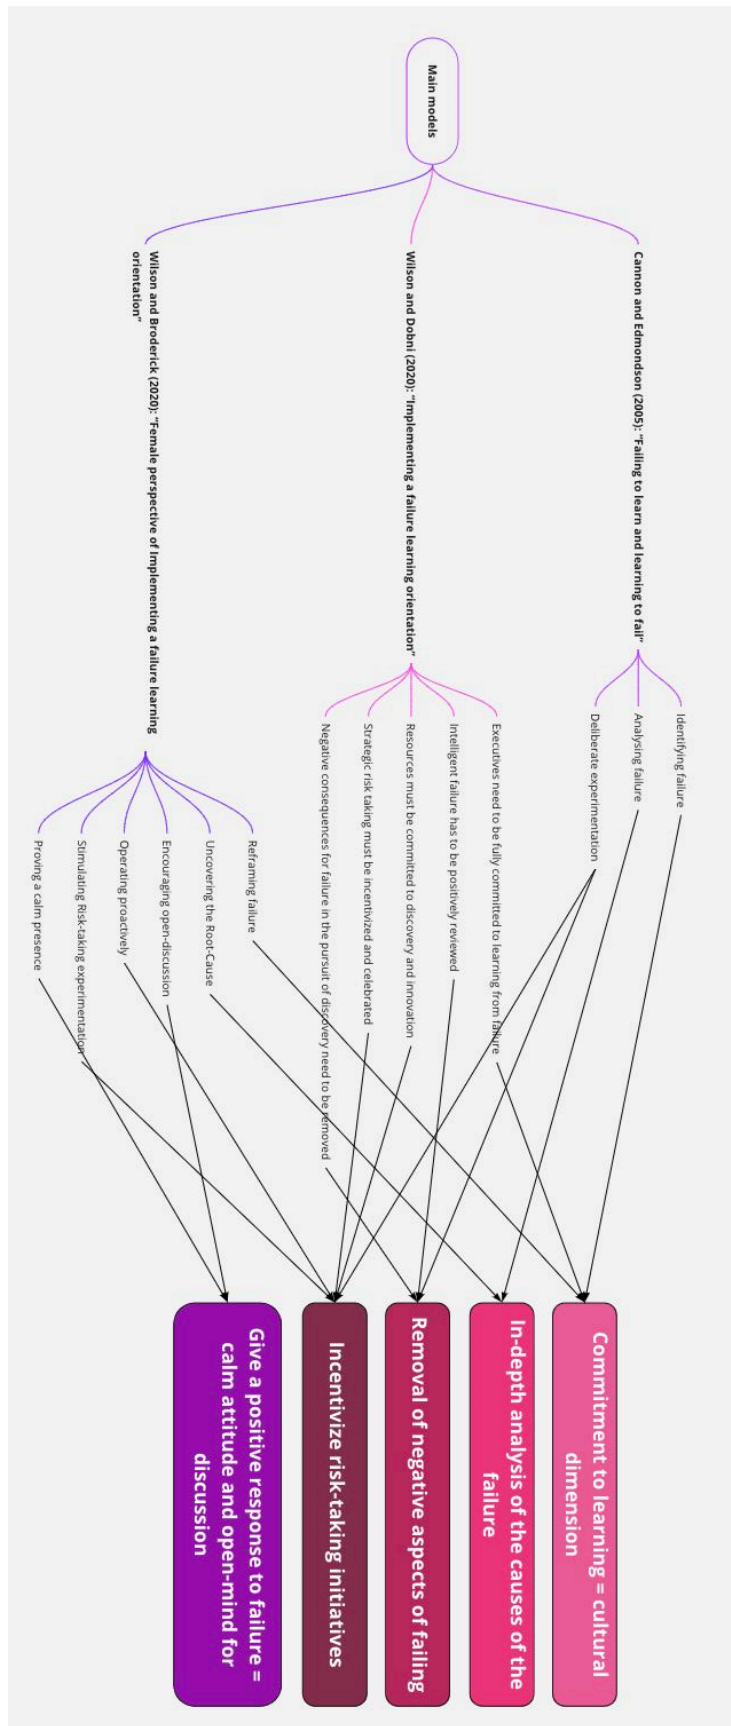 Main models
Cannon and Edmondson (2005): "Failing to learn and learning to fail"
Identifying failure
Analysing failure
Deliberate experimentation
Wilson and Dobni (2020): "Implementing a failure learning orientation"
Executives need to be fully committed to learning from failure
Intelligent failure has to be positively reviewed
Resources must be committed to discovery and innovation
Strategic risk taking must be incentivized and celebrated
Negative consequences for failure in the pursuit of discovery need to be removed
Wilson and Broderick (2020): "Female perspective of Implementing a failure learning
orientation"
Reframing failure
Uncovering the Root-Cause
Encouraging open-discussion
Operating proactively
Stimulating Risk-taking experimentation
Proving a calm presence
Commitment to learning = cultural
dimension
In-depth analysis of the causes of the
failure
Removal of negative aspects of failing
Incentivize risk-taking initiatives
Give a positive response to failure =
calm attitude and open-mind for
discussion